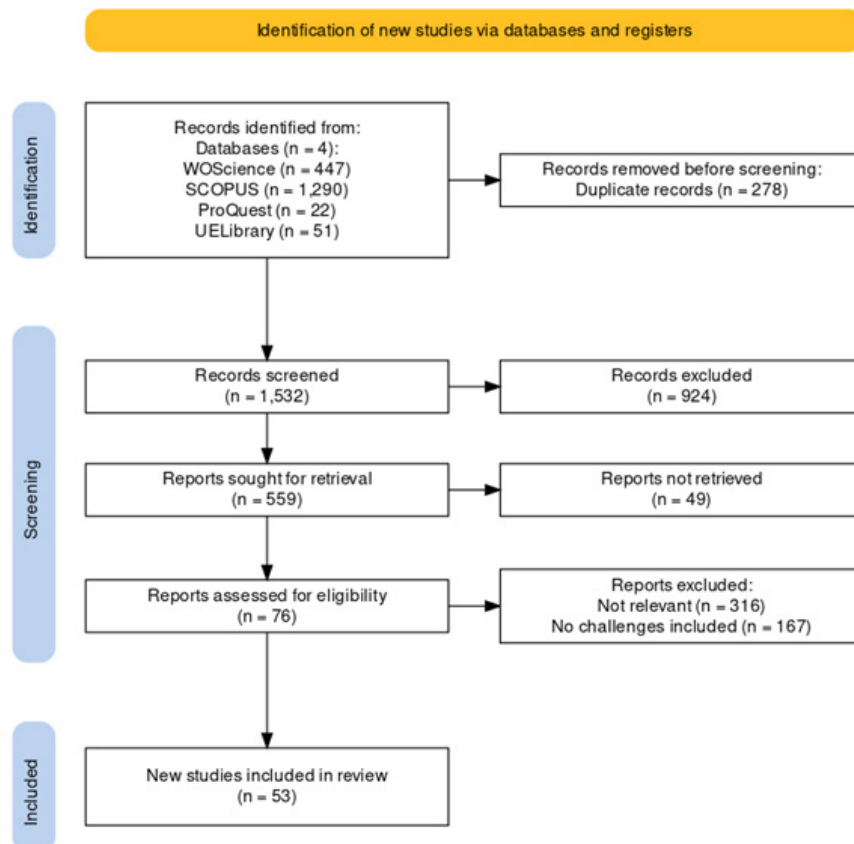 Identification of new studies via databases and registers
Identification
Records identified from:
Databases (n = 4):
WOScience (n = 447)
SCOPUS (n = 1,290)
ProQuest (n = 22)
UELibrary (n = 51)
Records removed before screening:
Duplicate records (n = 278)
Screening
Records screened
(n = 1,532)
Records excluded
(n = 924)
Reports sought for retrieval
(n = 559)
Reports not retrieved
(n = 49)
Reports assessed for eligibility
(n = 76)
Reports excluded:
Not relevant (n = 316)
No challenges included (n = 167)
Included
New studies included in review
(n = 53)